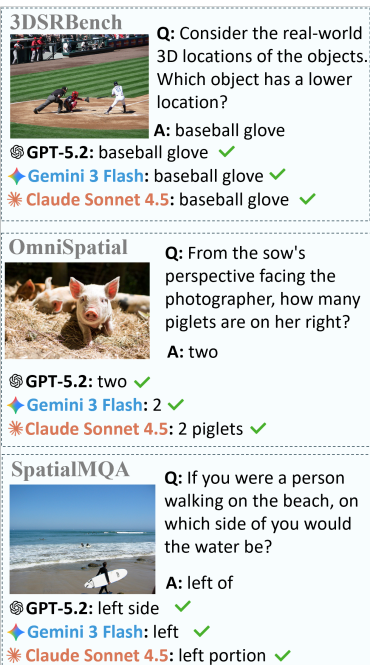 3DSRBench
Q: Consider the real-world
3D locations of the objects.
Which object has a lower
location?
A: baseball glove
GPT-5.2: baseball glove ✓
Gemini 3 Flash: baseball glove ✓
Claude Sonnet 4.5: baseball glove ✓
OmniSpatial
Q: From the sow's
perspective facing the
photographer, how many
piglets are on her right?
A: two
GPT-5.2: two ✓
Gemini 3 Flash: 2 ✓
Claude Sonnet 4.5: 2 piglets ✓
SpatialMQA
Q: If you were a person
walking on the beach, on
which side of you would
the water be?
A: left of
GPT-5.2: left side ✓
Gemini 3 Flash: left ✓
Claude Sonnet 4.5: left portion ✓